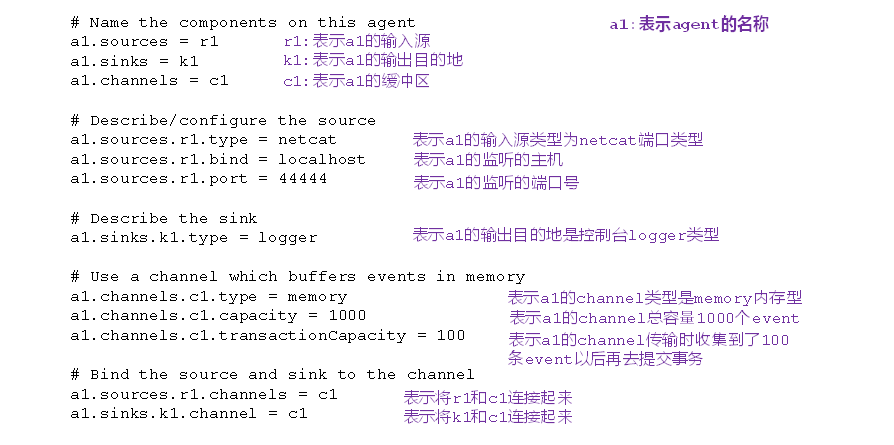 # Name the components on this agent a1:表示agent的名称
a1.sources = r1 r1:表示a1的输入源
a1.sinks = k1 k1:表示a1的输出目的地
a1.channels = c1 c1:表示a1的缓冲区
# Describe/configure the source
a1.sources.r1.type = netcat 表示a1的输入源类型为netcat端口类型
a1.sources.r1.bind = localhost 表示a1的监听的主机
a1.sources.r1.port = 44444 表示a1的监听的端口号
# Describe the sink
a1.sinks.k1.type = logger 表示a1的输出目的地是控制台logger类型
# Use a channel which buffers events in memory
a1.channels.c1.type = memory 表示a1的channel类型是memory内存型
a1.channels.c1.capacity = 1000 表示a1的channel总容量1000个event
a1.channels.c1.transactionCapacity = 100 表示a1的channel传输时收集到了100
条event以后再去提交事务
# Bind the source and sink to the channel
a1.sources.r1.channels = c1 表示将r1和c1连接起来
a1.sinks.k1.channel = c1 表示将k1和c1连接起来